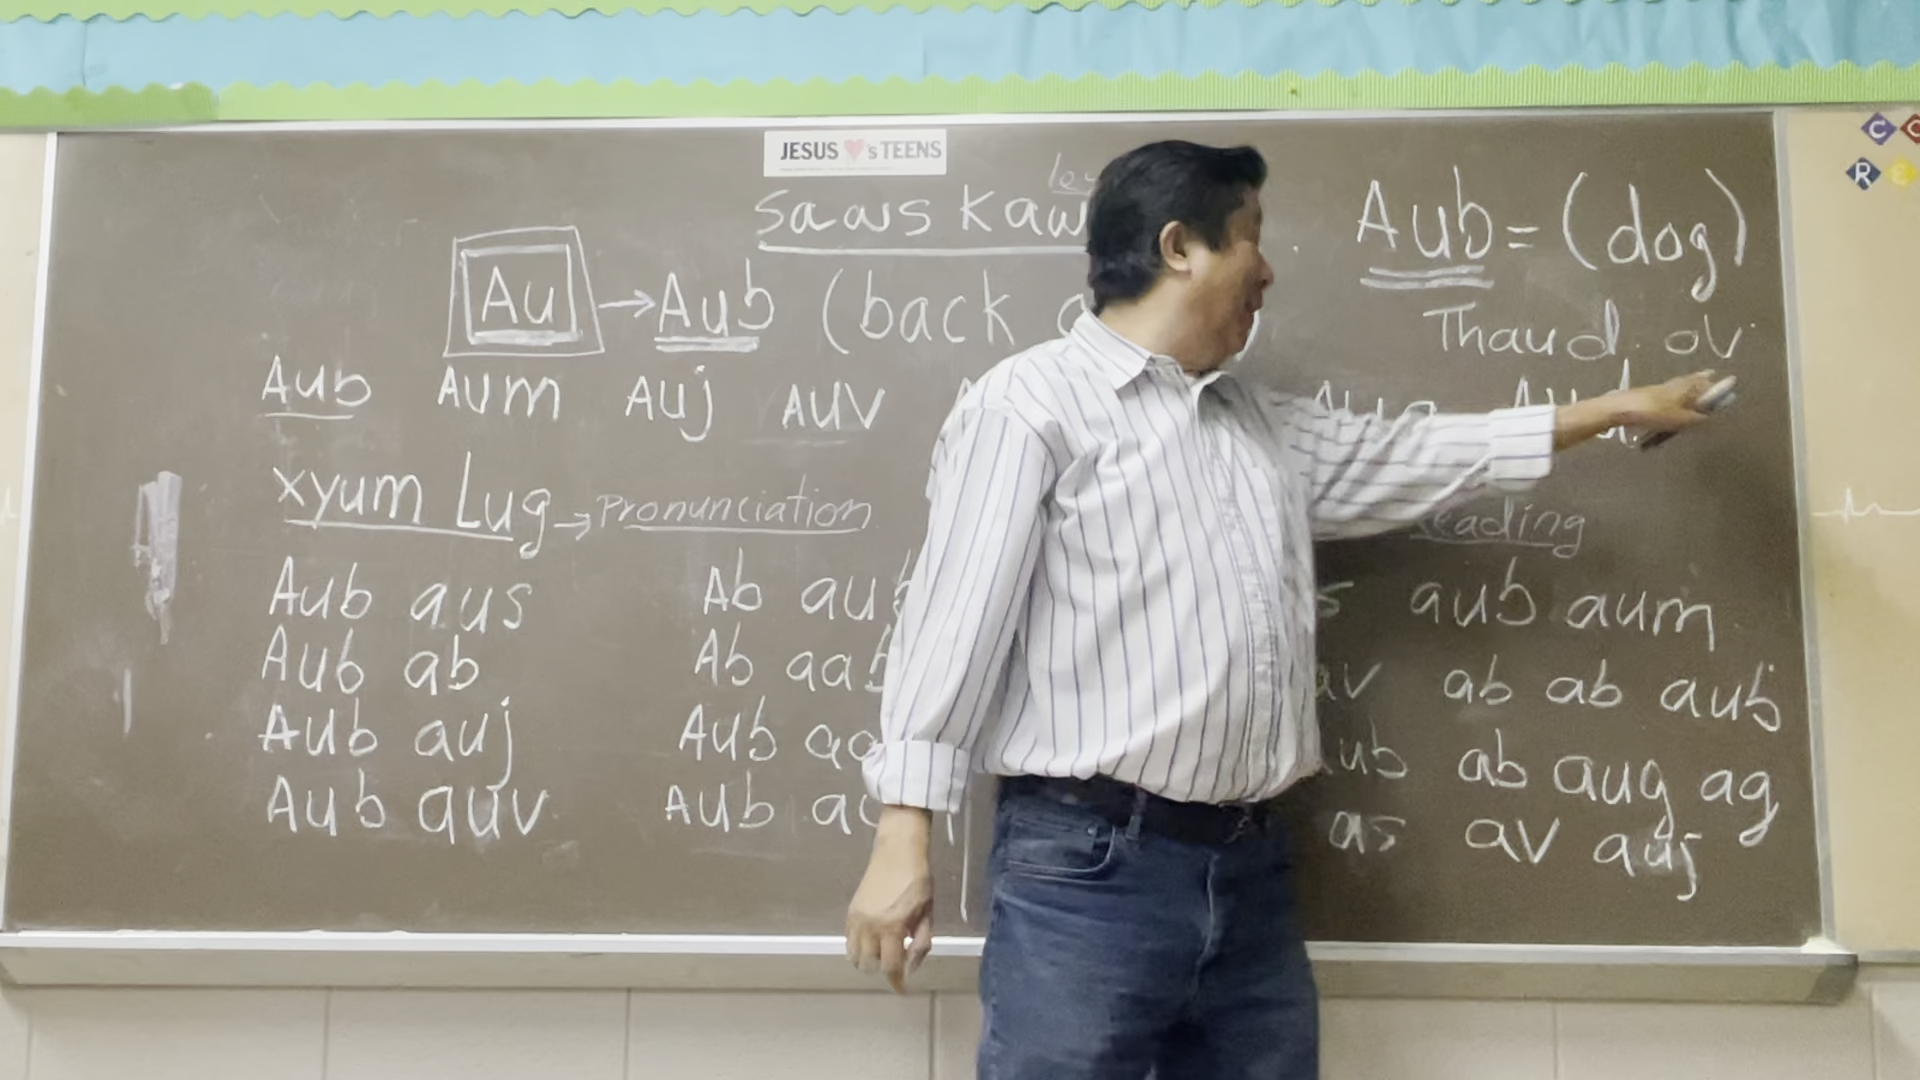 JESUS ♥'s TEENS
saws Kaw
Aub = (dog)
Au → Aub (back
Thaud. ov
Aub Aum Auj Auv
xyum Lug → Pronunciation
Aub aus Ab
aub aum
Aub ab Ab
ab ab aub
Aub auj Aub
ab aug ag
Aub auv Aub
as av auj
C
R